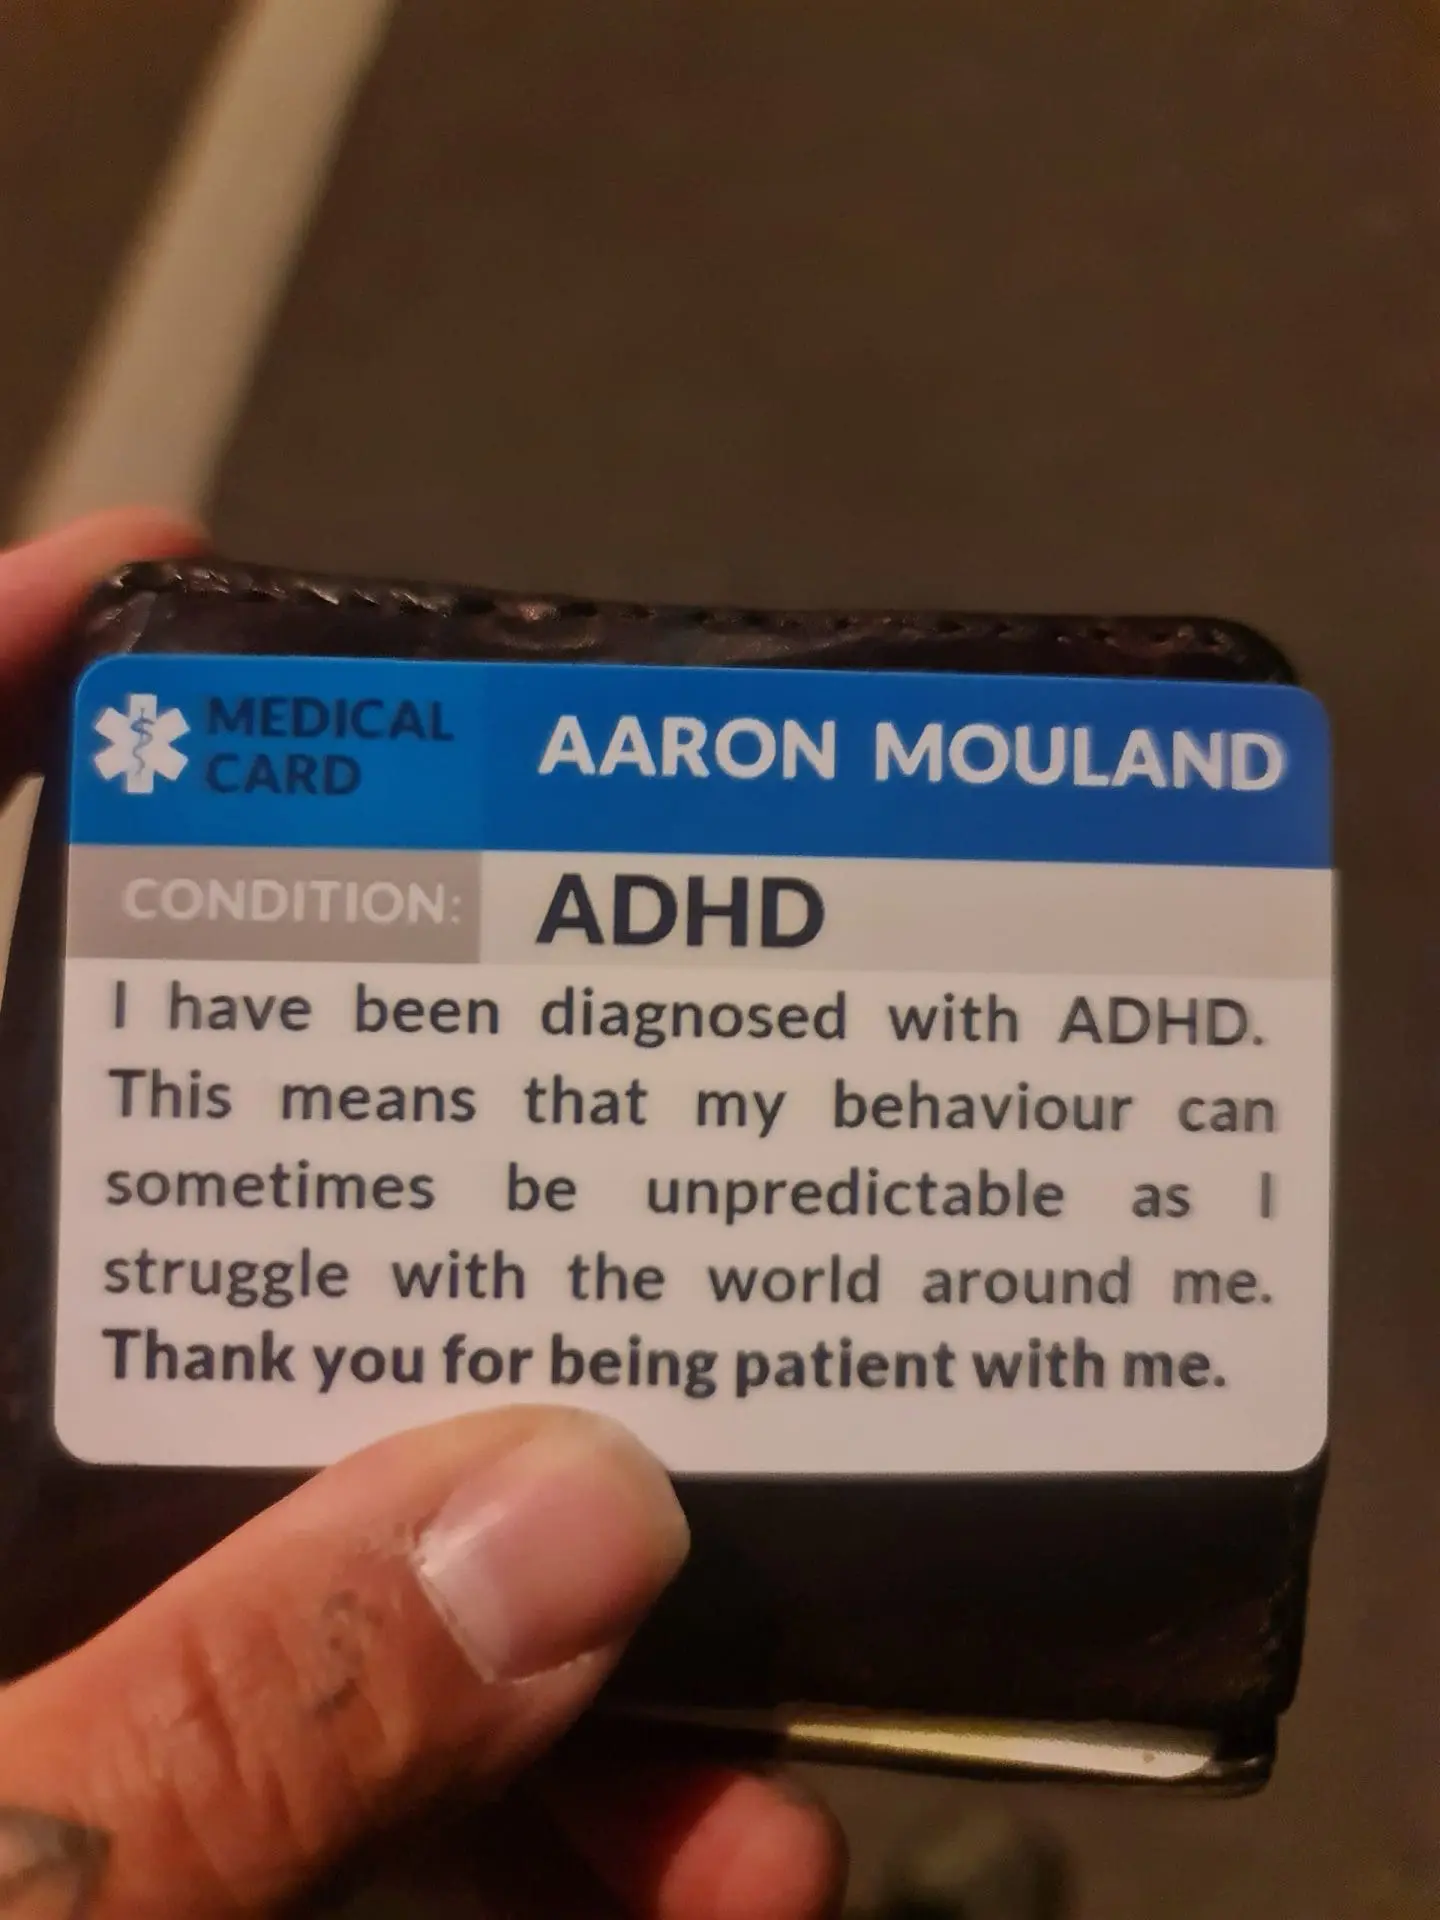 MEDICAL
CARD
AARON MOULAND
CONDITION: ADHD
I have been diagnosed with ADHD.
This means that my behaviour can
sometimes be unpredictable as I
struggle with the world around me.
Thank you for being patient with me.